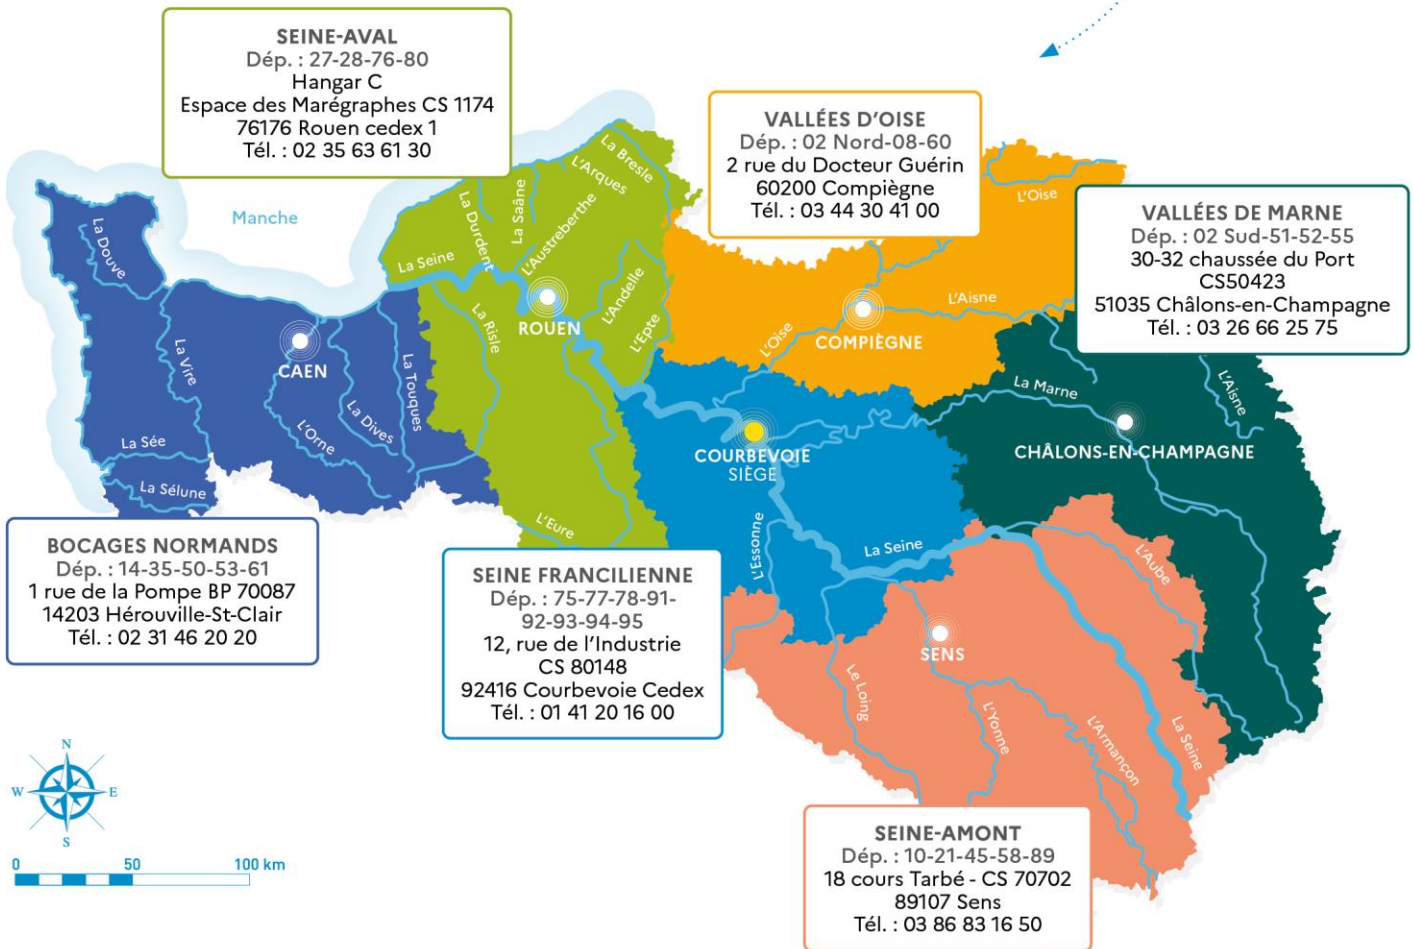 SEINE-AVAL
Dép. : 27-28-76-80
Hangar C
Espace des Marégraphes CS 1174
76176 Rouen cedex 1
Tél. : 02 35 63 61 30
VALLÉES D'OISE
Dép. : 02 Nord-08-60
2 rue du Docteur Guérin
60200 Compiègne
Tél. : 03 44 30 41 00
VALLÉES DE MARNE
Dép. : 02 Sud-51-52-55
30-32 chaussée du Port
CS50423
51035 Châlons-en-Champagne
Tél. : 03 26 66 25 75
Manche
La Douve
La Vire
La Sée
La Sélune
CAEN
L'Orne
La Dives
La Touques
La Seine
La Durdent
La Saâne
L'Arques
La Bresle
L'Austreberthe
ROUEN
La Risle
L'Andelle
L'Epte
L'Eure
L'Oise
L'Oise
L'Aisne
COMPIÈGNE
La Marne
L'Aisne
CHÂLONS-EN-CHAMPAGNE
COURBEVOIE
SIÈGE
L'Essonne
La Seine
L'Aube
SENS
Le Loing
L'Yonne
L'Armançon
La Seine
BOCAGES NORMANDS
Dép. : 14-35-50-53-61
1 rue de la Pompe BP 70087
14203 Hérouville-St-Clair
Tél. : 02 31 46 20 20
SEINE FRANCILIENNE
Dép. : 75-77-78-91-
92-93-94-95
12, rue de l'Industrie
CS 80148
92416 Courbevoie Cedex
Tél. : 01 41 20 16 00
SEINE-AMONT
Dép. : 10-21-45-58-89
18 cours Tarbé - CS 70702
89107 Sens
Tél. : 03 86 83 16 50
N
W E
S
0 50 100 km